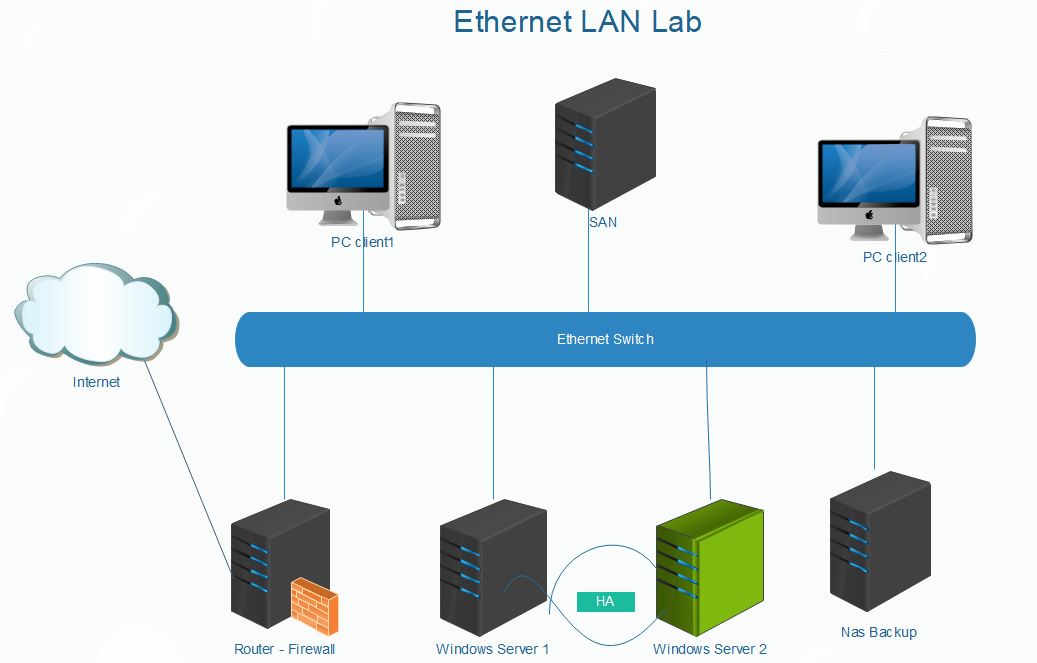 Ethernet LAN Lab
SAN
PC client1
PC client2
Ethernet Switch
Internet
HA
Nas Backup
Router - Firewall
Windows Server 1
Windows Server 2